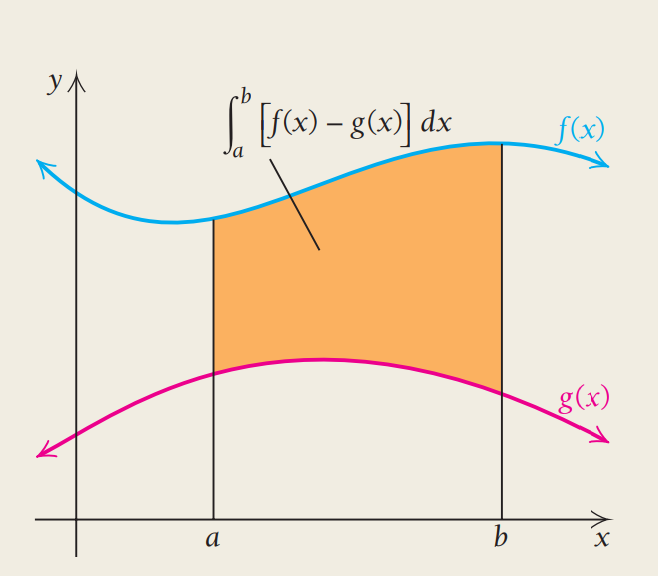 y
∫_a^b [f(x) – g(x)] dx
f(x)
g(x)
a
b
x